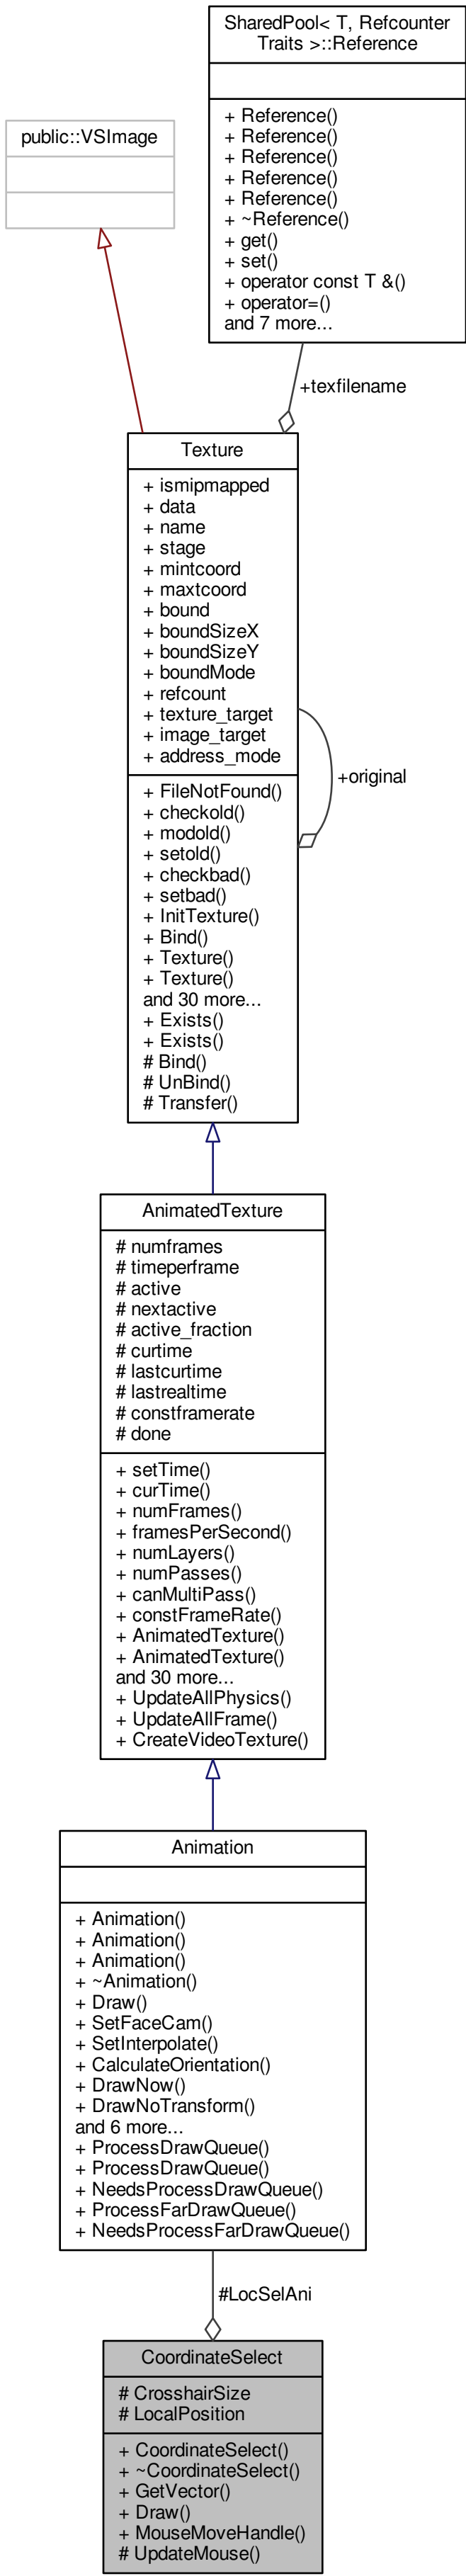 SharedPool< T, Refcounter
Traits >::Reference
+ Reference()
+ Reference()
+ Reference()
+ Reference()
+ Reference()
+ ~Reference()
+ get()
+ set()
+ operator const T &()
+ operator=()
and 7 more...
public::VSImage
+texfilename
Texture
+ ismipmapped
+ data
+ name
+ stage
+ mintcoord
+ maxtcoord
+ bound
+ boundSizeX
+ boundSizeY
+ boundMode
+ refcount
+ texture_target
+ image_target
+ address_mode
+ FileNotFound()
+ checkold()
+ modold()
+ setold()
+ checkbad()
+ setbad()
+ InitTexture()
+ Bind()
+ Texture()
+ Texture()
and 30 more...
+ Exists()
+ Exists()
# Bind()
# UnBind()
# Transfer()
+original
AnimatedTexture
# numframes
# timeperframe
# active
# nextactive
# active_fraction
# curtime
# lastcurtime
# lastrealtime
# constframerate
# done
+ setTime()
+ curTime()
+ numFrames()
+ framesPerSecond()
+ numLayers()
+ numPasses()
+ canMultiPass()
+ constFrameRate()
+ AnimatedTexture()
+ AnimatedTexture()
and 30 more...
+ UpdateAllPhysics()
+ UpdateAllFrame()
+ CreateVideoTexture()
Animation
+ Animation()
+ Animation()
+ Animation()
+ ~Animation()
+ Draw()
+ SetFaceCam()
+ SetInterpolate()
+ CalculateOrientation()
+ DrawNow()
+ DrawNoTransform()
and 6 more...
+ ProcessDrawQueue()
+ ProcessDrawQueue()
+ NeedsProcessDrawQueue()
+ ProcessFarDrawQueue()
+ NeedsProcessFarDrawQueue()
#LocSelAni
CoordinateSelect
# CrosshairSize
# LocalPosition
+ CoordinateSelect()
+ ~CoordinateSelect()
+ GetVector()
+ Draw()
+ MouseMoveHandle()
# UpdateMouse()